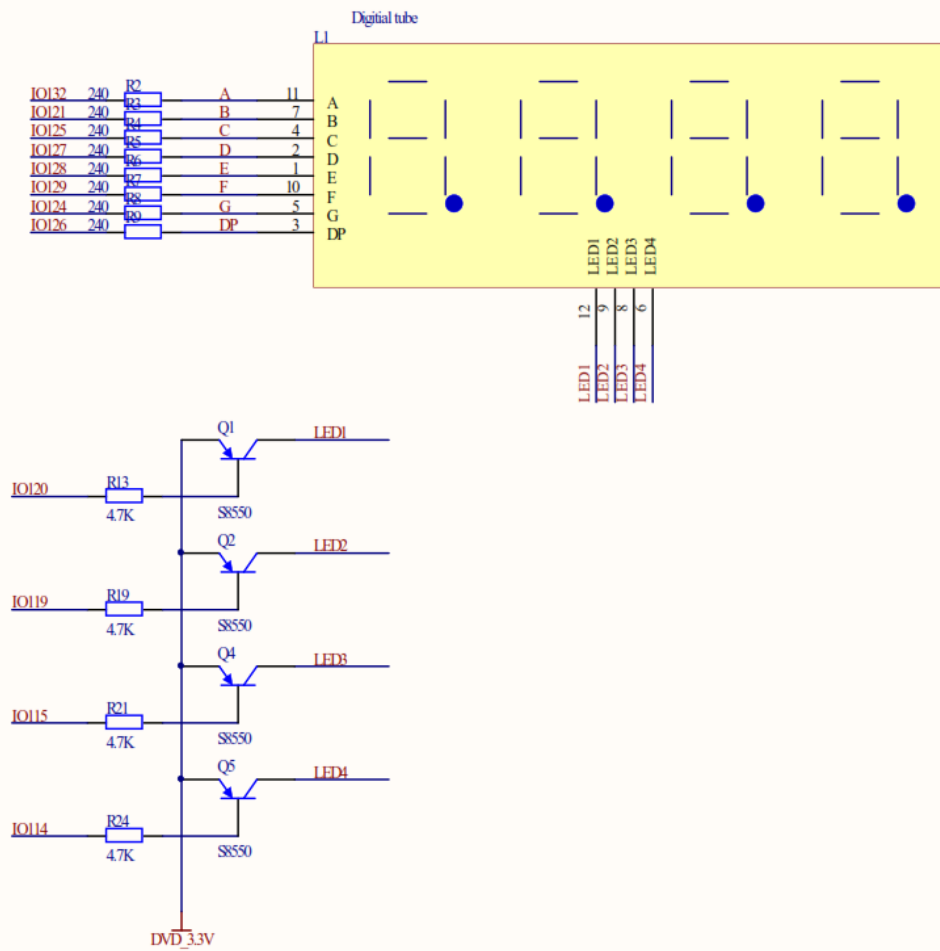 Digitial tube
L1
R2
IO132 240 A 11 A
R3
IO121 240 B 7 B
R4
IO125 240 C 4 C
R5
IO127 240 D 2 D
R6
IO128 240 E 1 E
R7
IO129 240 F 10 F
R8
IO124 240 G 5 G
R9
IO126 240 DP 3 DP
LED1 LED2 LED3 LED4
12 9 8 6
LED1 LED2 LED3 LED4
Q1 LED1
R13
IO120
4.7K S8550
Q2 LED2
R19
IO119
4.7K S8550
Q4 LED3
R21
IO115
4.7K S8550
Q5 LED4
R24
IO114
4.7K S8550
DVD_3.3V